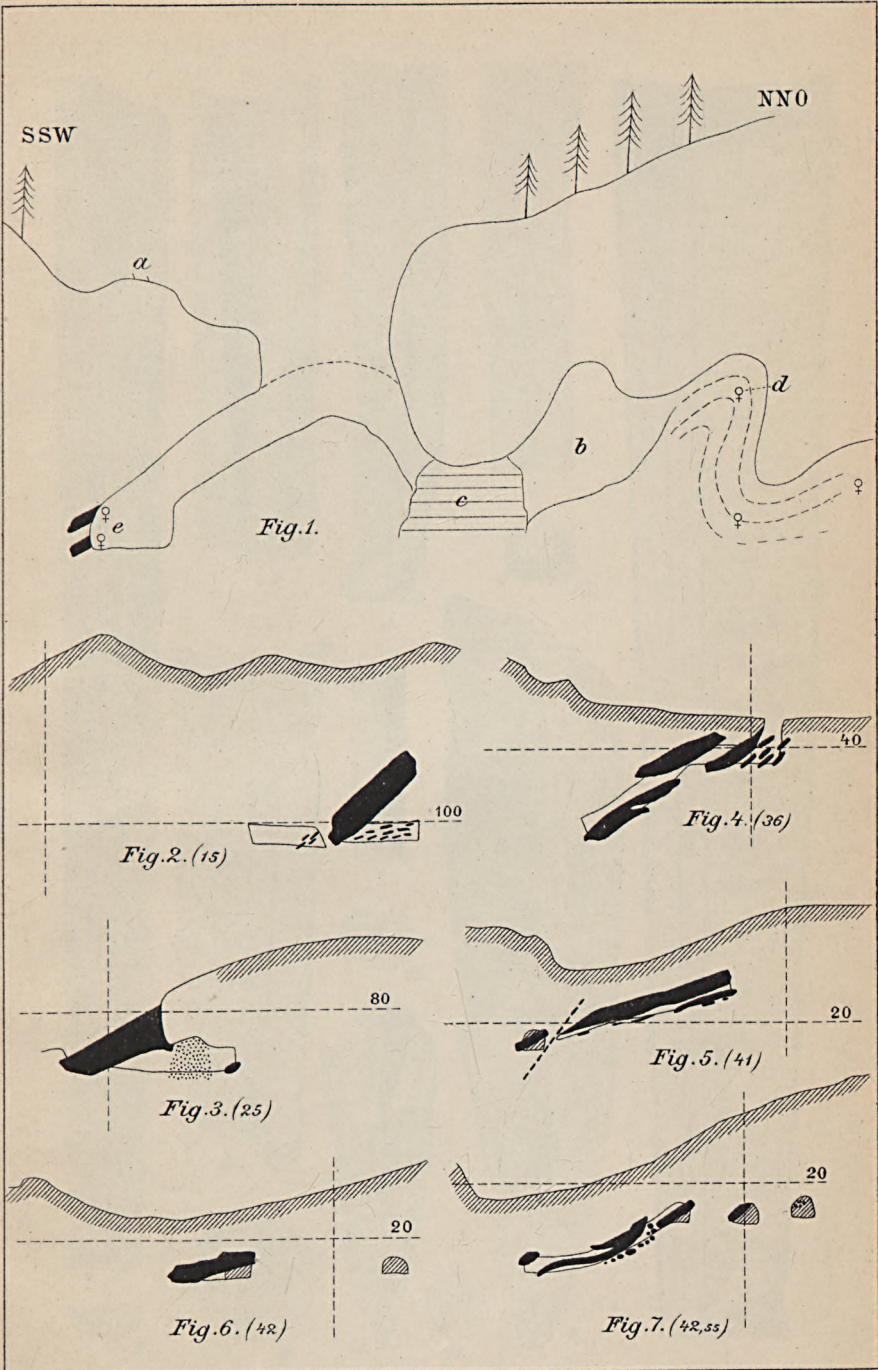 NNO
SSW
a
d
b
c
e
Fig.1.
100
Fig.2.(15)
40
Fig.4.(36)
80
Fig.3.(25)
20
Fig.5.(41)
20
Fig.6.(42)
20
Fig.7.(42,55)